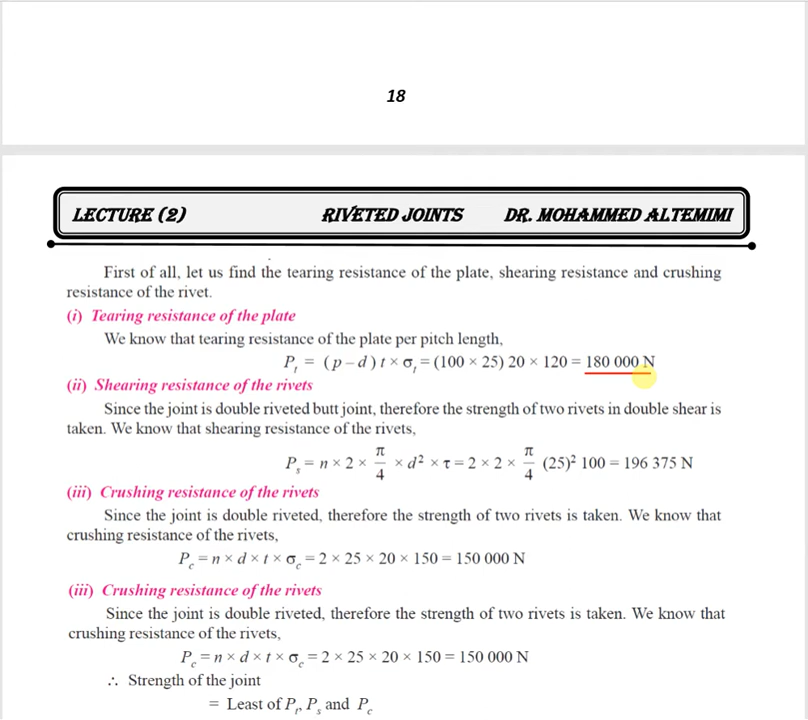 18
LECTURE (2) RIVETED JOINTS DR. MOHAMMED ALTEMIMI
First of all, let us find the tearing resistance of the plate, shearing resistance and crushing
resistance of the rivet.
(i) Tearing resistance of the plate
We know that tearing resistance of the plate per pitch length,
Pₜ = (p – d) t × σₜ = (100 × 25) 20 × 120 = 180 000 N
(ii) Shearing resistance of the rivets
Since the joint is double riveted butt joint, therefore the strength of two rivets in double shear is
taken. We know that shearing resistance of the rivets,
Pₛ = n × 2 × π/4 × d² × τ = 2 × 2 × π/4 (25)² 100 = 196 375 N
(iii) Crushing resistance of the rivets
Since the joint is double riveted, therefore the strength of two rivets is taken. We know that
crushing resistance of the rivets,
P_c = n × d × t × σ_c = 2 × 25 × 20 × 150 = 150 000 N
(iii) Crushing resistance of the rivets
Since the joint is double riveted, therefore the strength of two rivets is taken. We know that
crushing resistance of the rivets,
P_c = n × d × t × σ_c = 2 × 25 × 20 × 150 = 150 000 N
∴ Strength of the joint
= Least of Pₜ, Pₛ and P_c